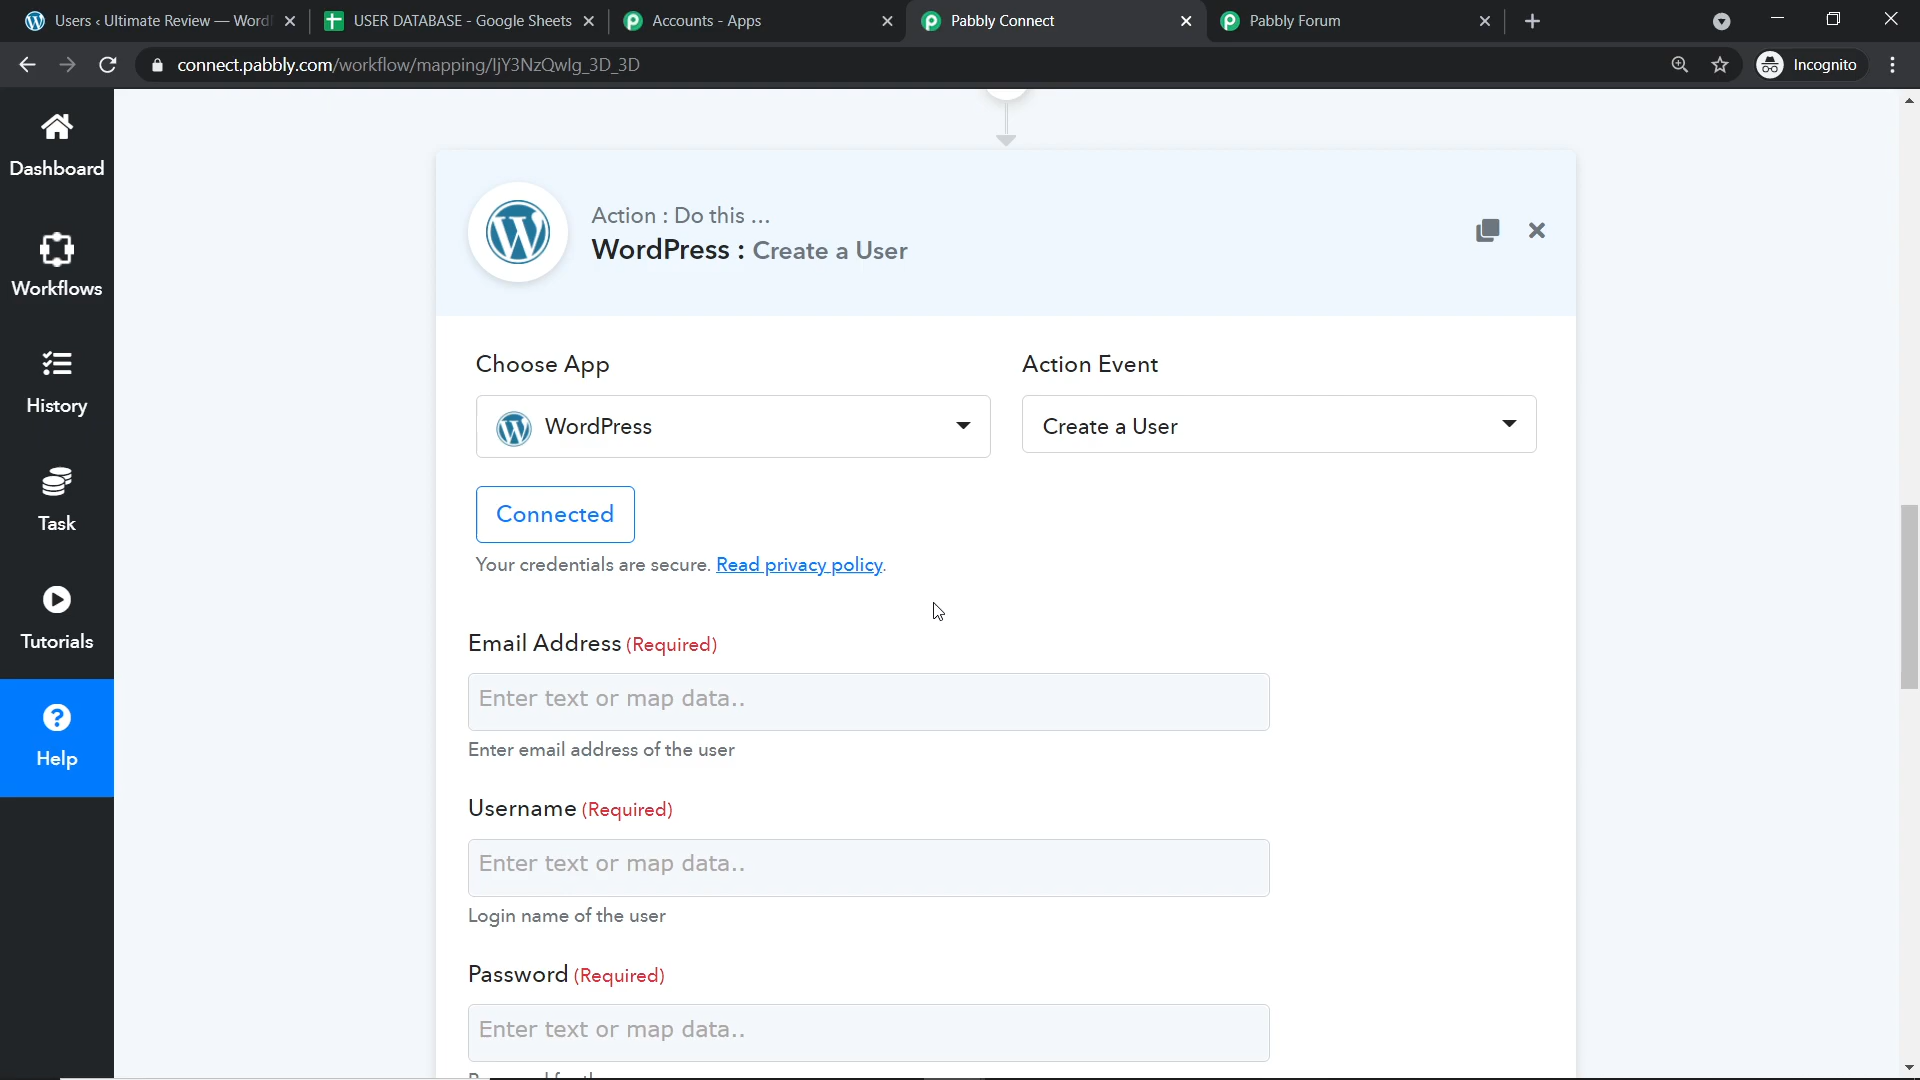 Users ‹ Ultimate Review — Word
USER DATABASE - Google Sheets
Accounts - Apps
Pabbly Connect
Pabbly Forum
connect.pabbly.com/workflow/mapping/IjY3NzQwIg_3D_3D
Incognito
Dashboard
Workflows
History
Task
Tutorials
Help
Action : Do this ...
WordPress : Create a User
Choose App
Action Event
WordPress
Create a User
Connected
Your credentials are secure. Read privacy policy.
Email Address (Required)
Enter text or map data..
Enter email address of the user
Username (Required)
Enter text or map data..
Login name of the user
Password (Required)
Enter text or map data..